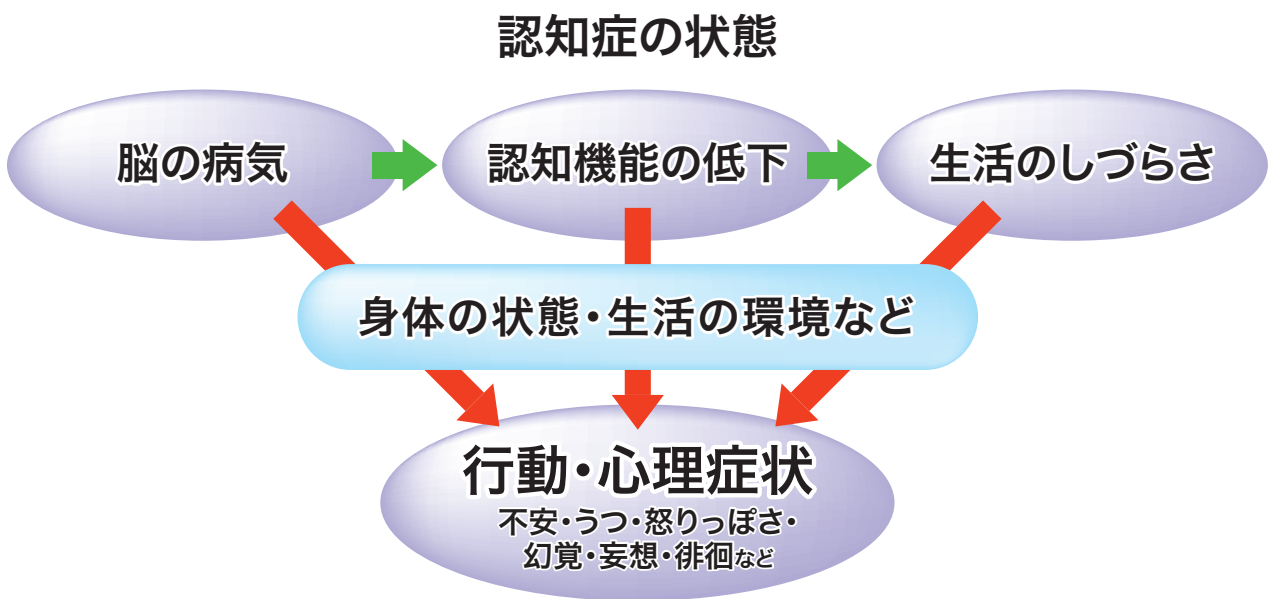 認知症の状態
脳の病気
認知機能の低下
生活のしづらさ
身体の状態・生活の環境など
行動・心理症状
不安・うつ・怒りっぽさ・
幻覚・妄想・徘徊など